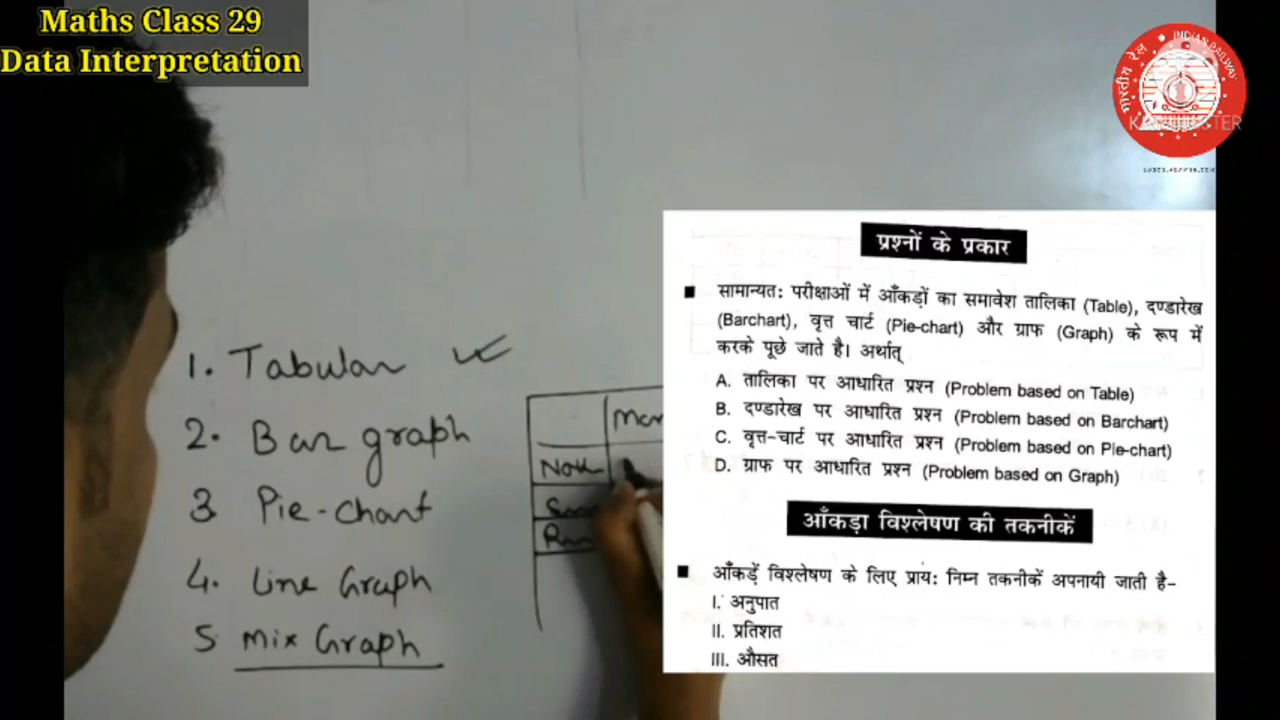 Maths Class 29
Data Interpretation
भारतीय रेल
INDIAN RAILWAY
1. Tabular
2. Bar graph
3 Pie-chart
4. Line Graph
5 Mix Graph
प्रश्नों के प्रकार
■ सामान्यत: परीक्षाओं में आँकड़ों का समावेश तालिका (Table), दण्डारेख
(Barchart), वृत्त चार्ट (Pie-chart) और ग्राफ (Graph) के रूप में
करके पूछे जाते है। अर्थात्
A. तालिका पर आधारित प्रश्न (Problem based on Table)
B. दण्डारेख पर आधारित प्रश्न (Problem based on Barchart)
C. वृत्त-चार्ट पर आधारित प्रश्न (Problem based on Pie-chart)
D. ग्राफ पर आधारित प्रश्न (Problem based on Graph)
आँकड़ा विश्लेषण की तकनीकें
■ आँकड़ें विश्लेषण के लिए प्राय: निम्न तकनीकें अपनायी जाती है-
I. अनुपात
II. प्रतिशत
III. औसत